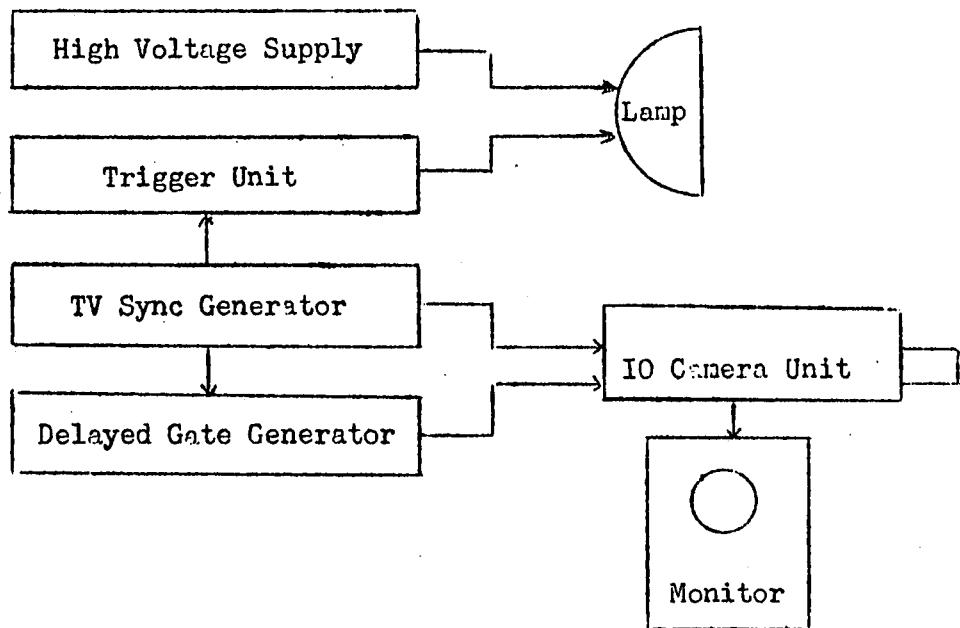 High Voltage Supply
Lamp
Trigger Unit
TV Sync Generator
IO Camera Unit
Delayed Gate Generator
Monitor